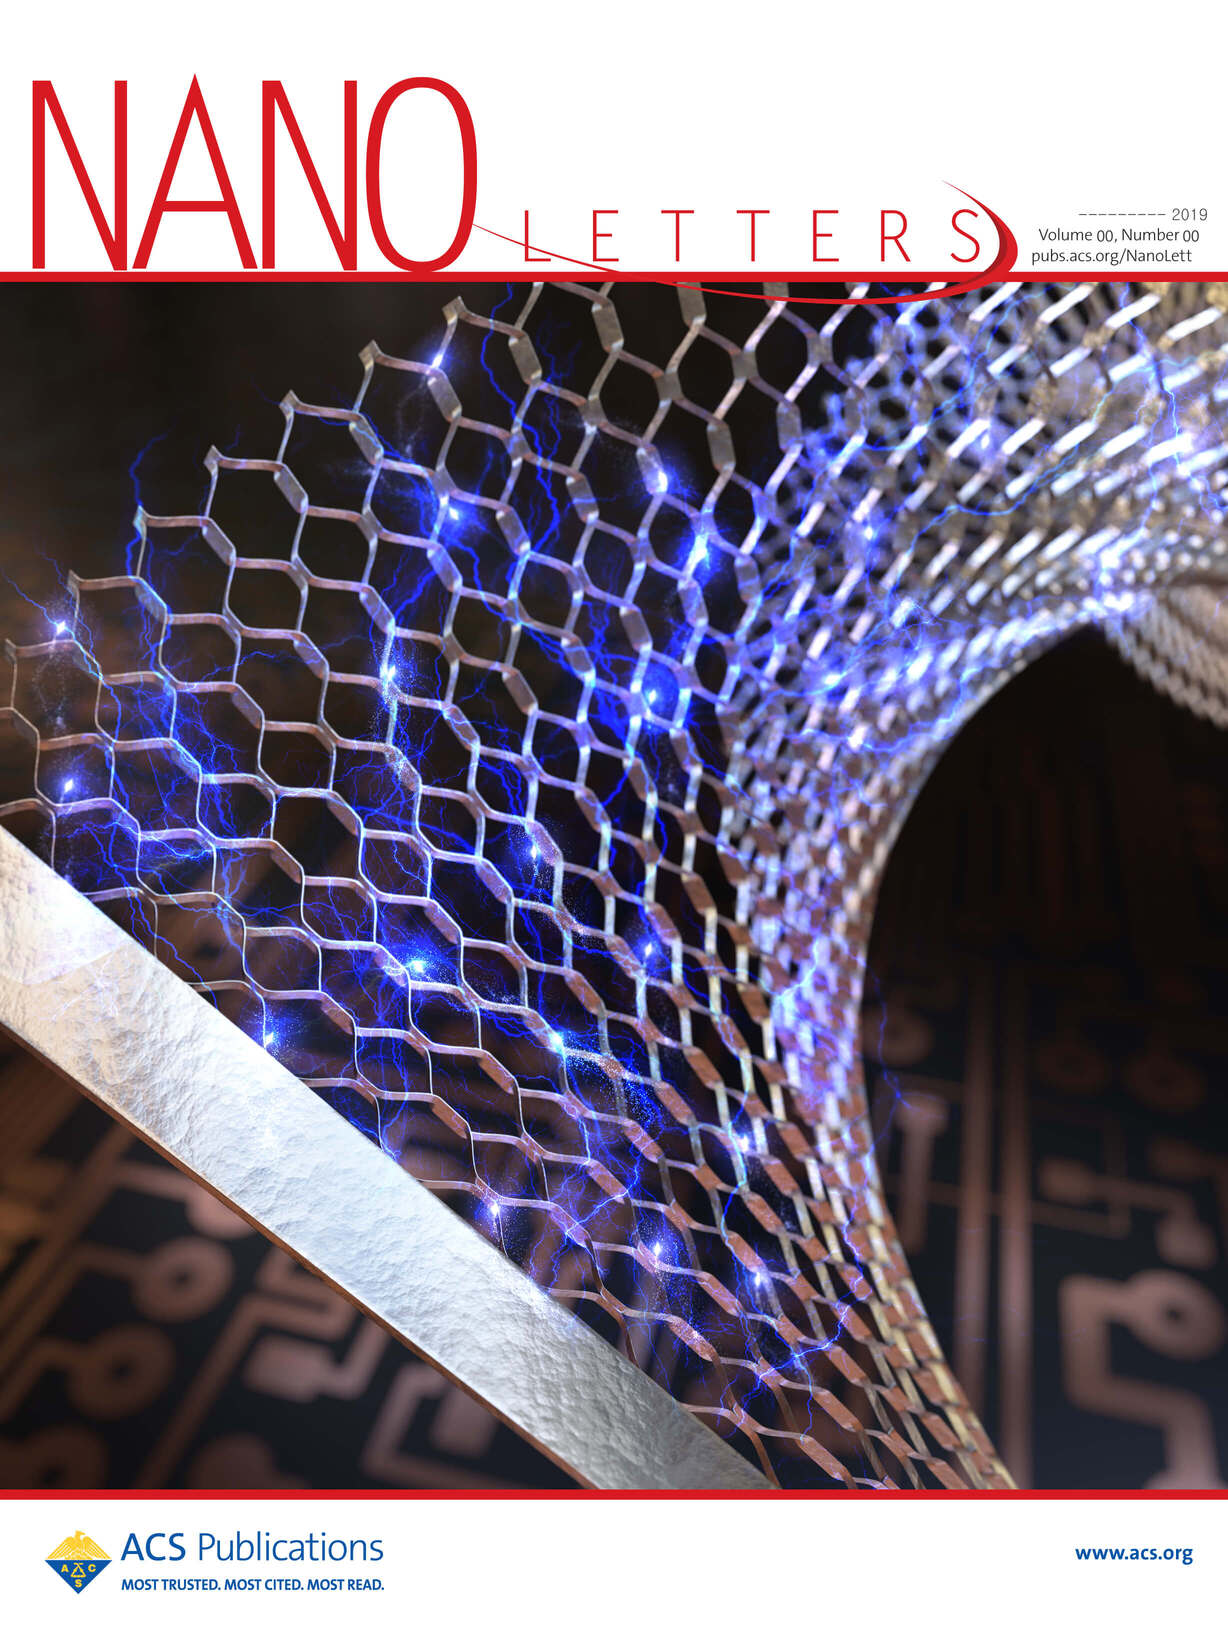 NANO LETTERS
--------- 2019
Volume 00, Number 00
pubs.acs.org/NanoLett
ACS Publications
A C S
MOST TRUSTED. MOST CITED. MOST READ.
www.acs.org